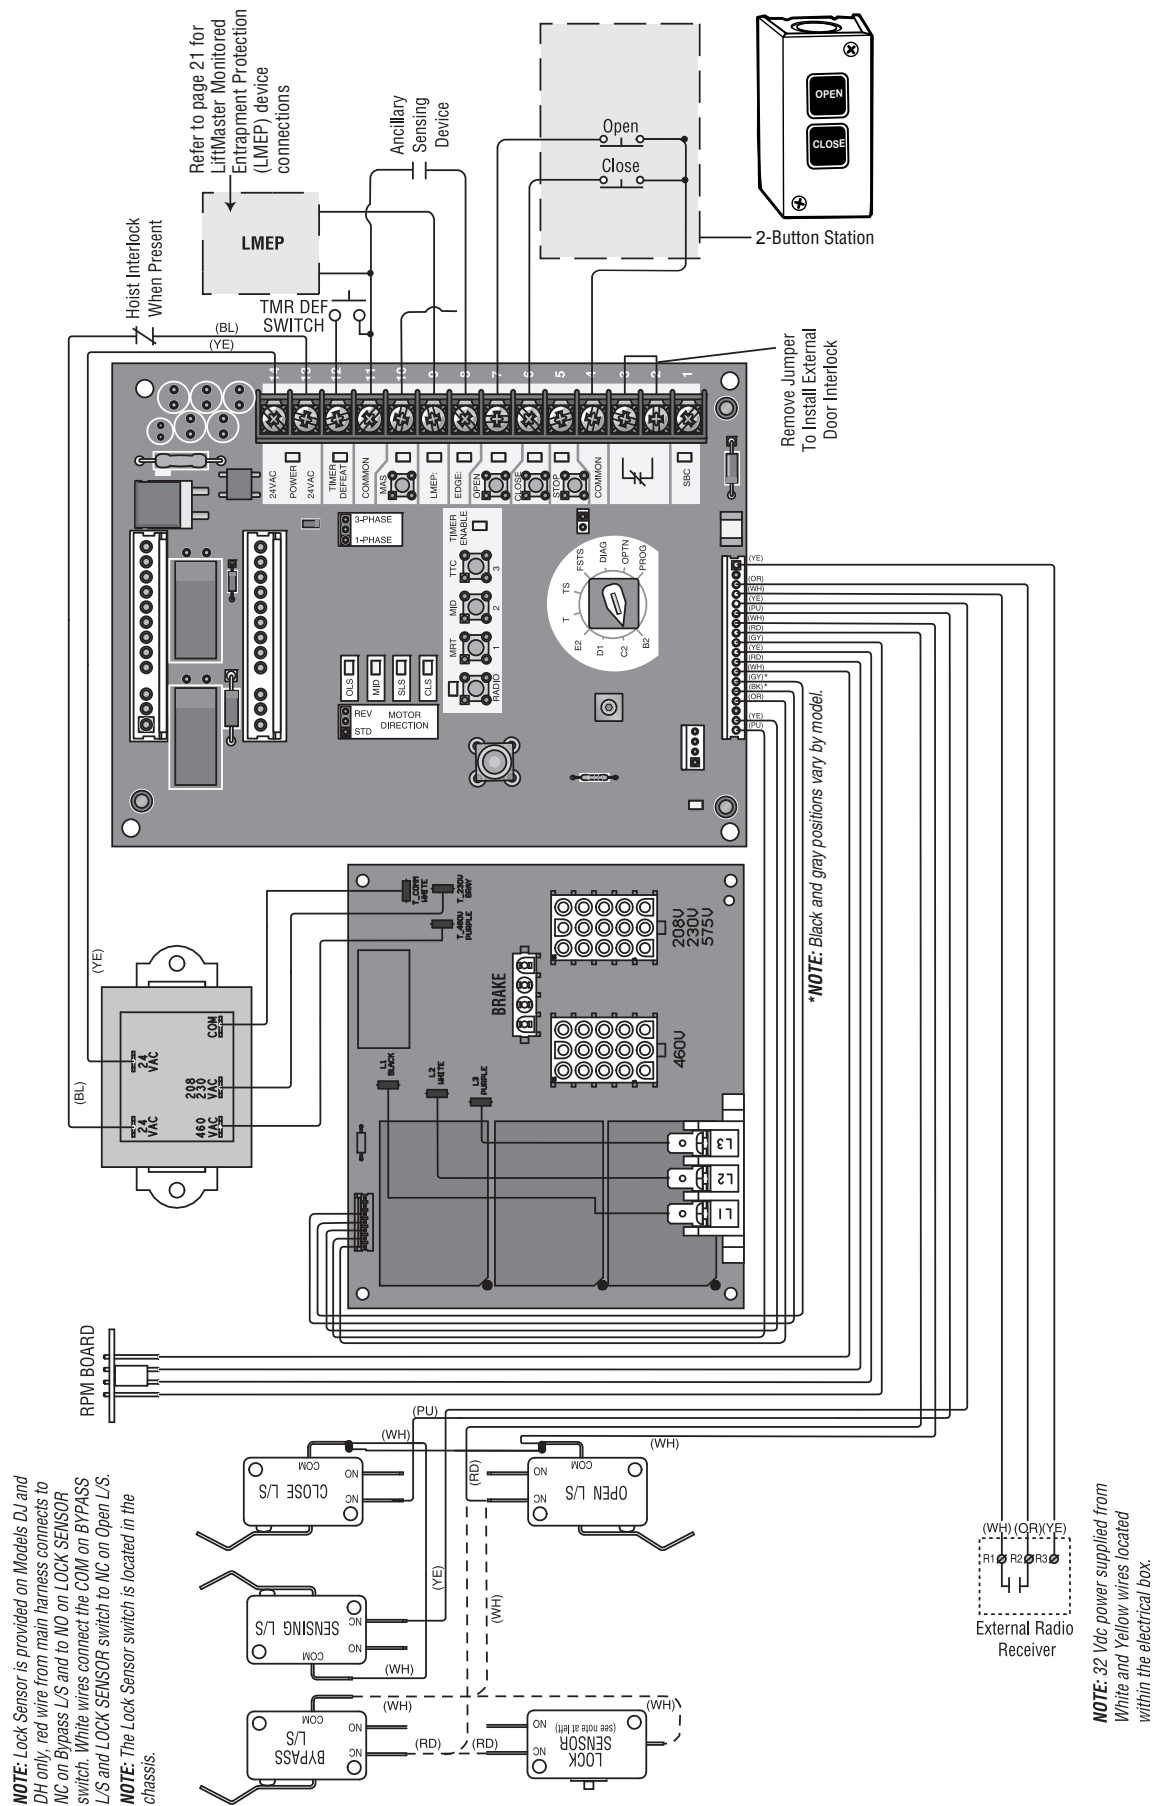 Refer to page 21 for
LiftMaster Monitored
Entrapment Protection
(LMEP) device
connections
LMEP
Hoist Interlock
When Present
TMR DEF
SWITCH
(BL)
(YE)
Ancillary
Sensing
Device
Open
Close
OPEN
CLOSE
2-Button Station
Remove Jumper
To Install External
Door Interlock
14
13
12
11
10
9
8
7
6
5
4
3
2
1
24VAC
POWER
24VAC
TIMER
DEFEAT
COMMON
MAS
LMEP:
EDGE:
OPEN
CLOSE
STOP
COMMON
SBC
3-PHASE
1-PHASE
TIMER
ENABLE
TTC
3
MID
2
MRT
1
RADIO
OLS
MID
SLS
CLS
REV
STD
MOTOR
DIRECTION
E2
T
TS
FSTS
DIAG
OPTN
PROG
B2
C2
D1
(YE)
(OR)
(WH)
(YE)
(PU)
(WH)
(RD)
(GY)
(YE)
(RD)
(WH)
(GY)*
(BK)*
(OR)
(YE)
(PU)
*NOTE: Black and gray positions vary by model.
(YE)
(BL)
24
VAC
24
VAC
COM
208
230
VAC
460
VAC
T_COMM
WHITE
T_230V
GRAY
T_460V
PURPLE
BRAKE
208V
230V
575V
460V
L1
BLACK
L2
WHITE
L3
PURPLE
L3
L2
L1
RPM BOARD
(PU)
(WH)
(RD)
(WH)
(YE)
(WH)
(WH)
(WH)
(WH)
(RD)
(RD)
CLOSE
L/S
COM
NO
NC
OPEN L/S
COM
NO
NC
SENSING
L/S
NC
NO
COM
BYPASS
L/S
COM
NO
NC
LOCK
SENSOR
(see note at left)
NO
NC
(WH)(OR)(YE)
R1 R2 R3
External Radio
Receiver
NOTE: Lock Sensor is provided on Models DJ and
DH only, red wire from main harness connects to
NC on Bypass L/S and to NO on LOCK SENSOR
switch. White wires connect the COM on BYPASS
L/S and LOCK SENSOR switch to NC on Open L/S.
NOTE: The Lock Sensor switch is located in the
chassis.
NOTE: 32 Vdc power supplied from
White and Yellow wires located
within the electrical box.